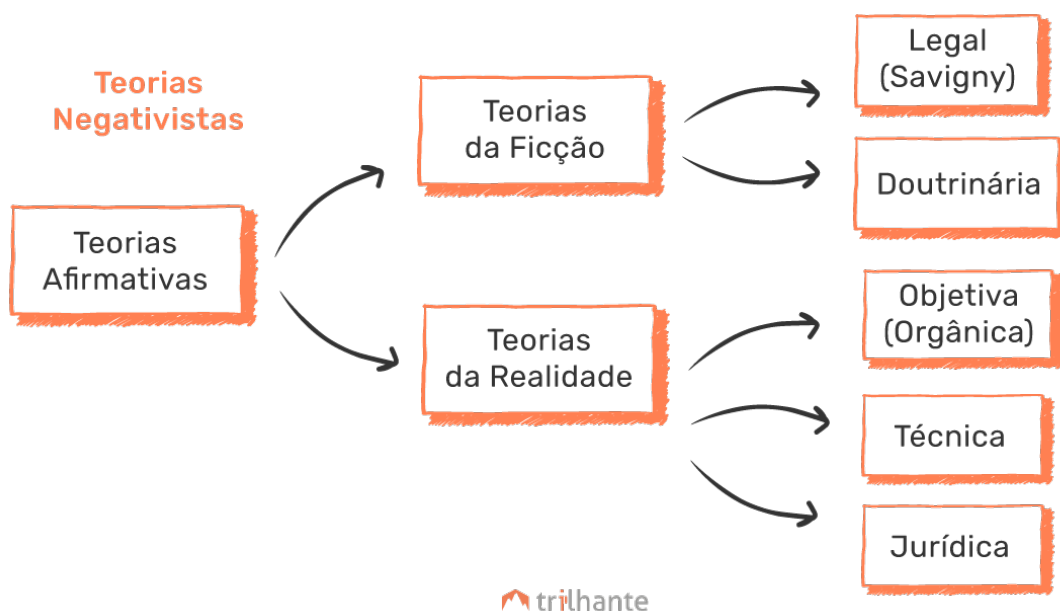 Teorias
Negativistas
Teorias
Afirmativas
Teorias
da Ficção
Teorias
da Realidade
Legal
(Savigny)
Doutrinária
Objetiva
(Orgânica)
Técnica
Jurídica
trilhante